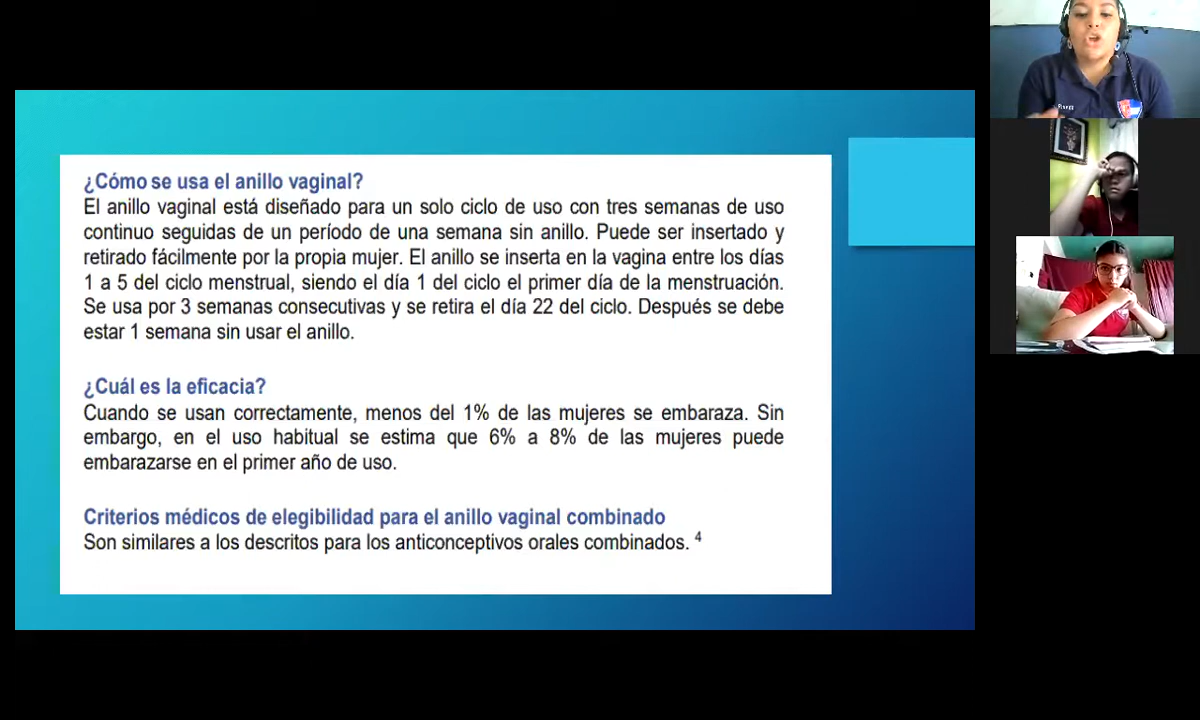 ¿Cómo se usa el anillo vaginal?
El anillo vaginal está diseñado para un solo ciclo de uso con tres semanas de uso
continuo seguidas de un período de una semana sin anillo. Puede ser insertado y
retirado fácilmente por la propia mujer. El anillo se inserta en la vagina entre los días
1 a 5 del ciclo menstrual, siendo el día 1 del ciclo el primer día de la menstruación.
Se usa por 3 semanas consecutivas y se retira el día 22 del ciclo. Después se debe
estar 1 semana sin usar el anillo.
¿Cuál es la eficacia?
Cuando se usan correctamente, menos del 1% de las mujeres se embaraza. Sin
embargo, en el uso habitual se estima que 6% a 8% de las mujeres puede
embarazarse en el primer año de uso.
Criterios médicos de elegibilidad para el anillo vaginal combinado
Son similares a los descritos para los anticonceptivos orales combinados. 4